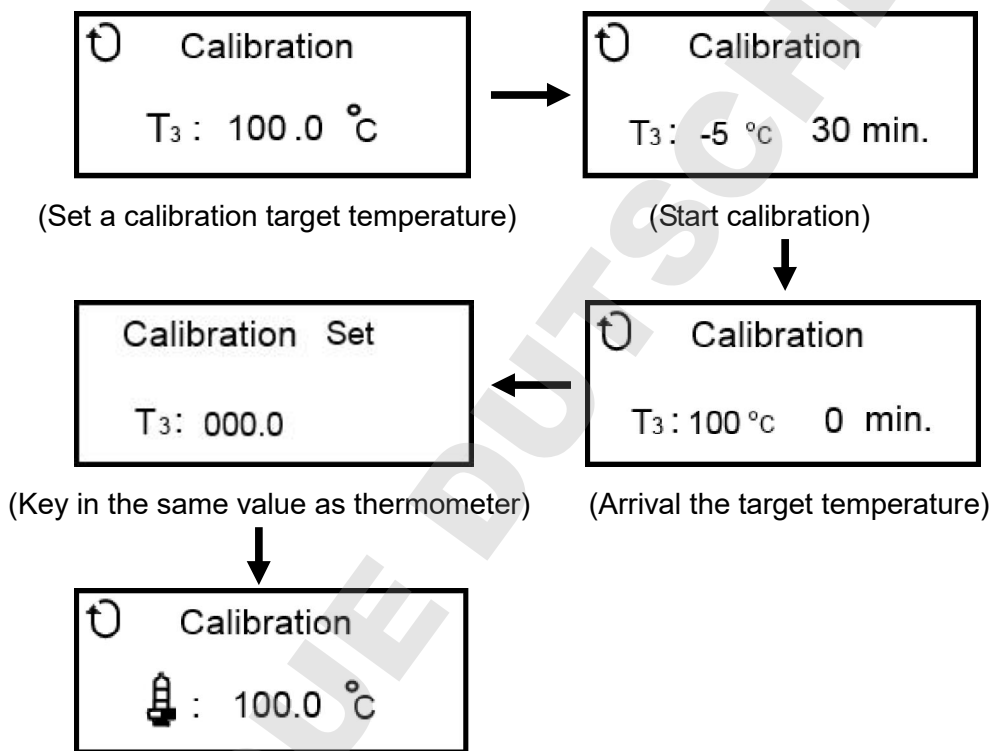 Calibration
T3 : 100.0 °C
(Set a calibration target temperature)
Calibration
T3 : -5 °C 30 min.
(Start calibration)
Calibration
T3 : 100 °C 0 min.
(Arrival the target temperature)
Calibration Set
T3: 000.0
(Key in the same value as thermometer)
Calibration
: 100.0 °C